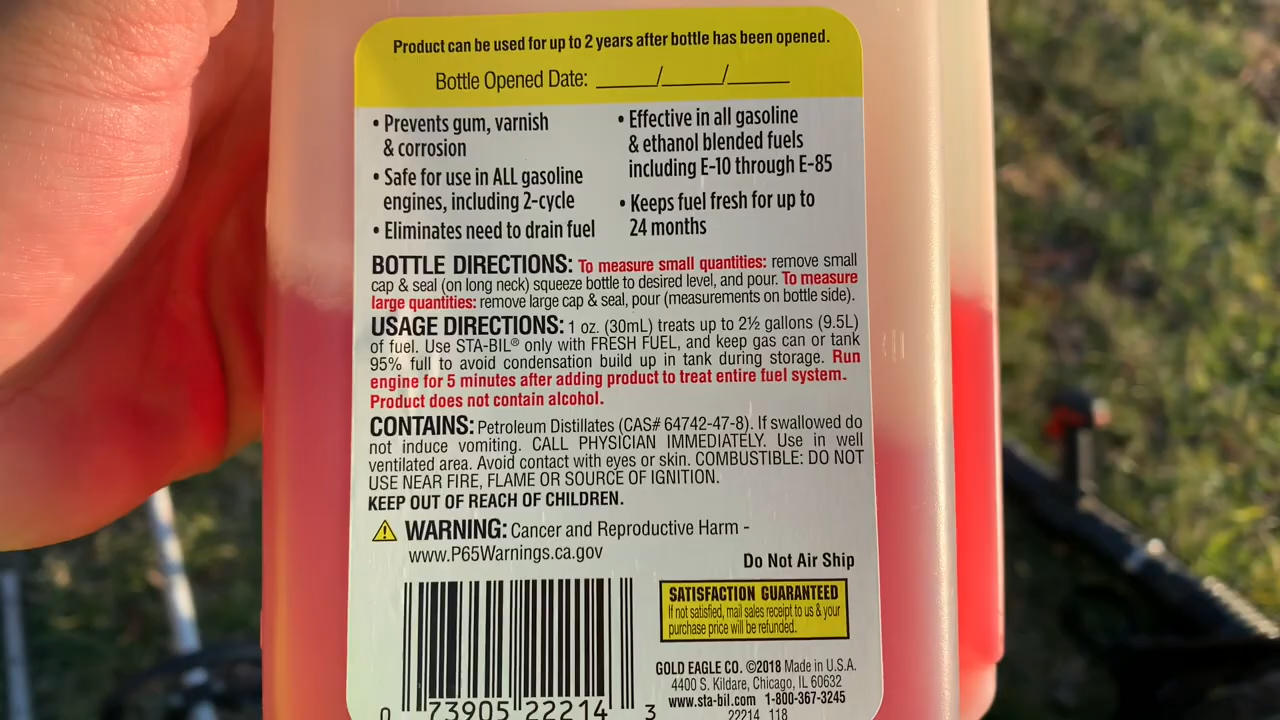 Product can be used for up to 2 years after bottle has been opened.
Bottle Opened Date: _____/_____/_____
• Prevents gum, varnish
& corrosion
• Safe for use in ALL gasoline
engines, including 2-cycle
• Eliminates need to drain fuel
• Effective in all gasoline
& ethanol blended fuels
including E-10 through E-85
• Keeps fuel fresh for up to
24 months
BOTTLE DIRECTIONS: To measure small quantities: remove small
cap & seal (on long neck) squeeze bottle to desired level, and pour. To measure
large quantities: remove large cap & seal, pour (measurements on bottle side).
USAGE DIRECTIONS: 1 oz. (30mL) treats up to 2½ gallons (9.5L)
of fuel. Use STA-BIL® only with FRESH FUEL, and keep gas can or tank
95% full to avoid condensation build up in tank during storage. Run
engine for 5 minutes after adding product to treat entire fuel system.
Product does not contain alcohol.
CONTAINS: Petroleum Distillates (CAS# 64742-47-8). If swallowed do
not induce vomiting. CALL PHYSICIAN IMMEDIATELY. Use in well
ventilated area. Avoid contact with eyes or skin. COMBUSTIBLE: DO NOT
USE NEAR FIRE, FLAME OR SOURCE OF IGNITION.
KEEP OUT OF REACH OF CHILDREN.
WARNING: Cancer and Reproductive Harm -
www.P65Warnings.ca.gov
Do Not Air Ship
SATISFACTION GUARANTEED
If not satisfied, mail sales receipt to us & your
purchase price will be refunded.
GOLD EAGLE CO. ©2018 Made in U.S.A.
4400 S. Kildare, Chicago, IL 60632
www.sta-bil.com 1-800-367-3245
22214_118
0 73905 22214 3